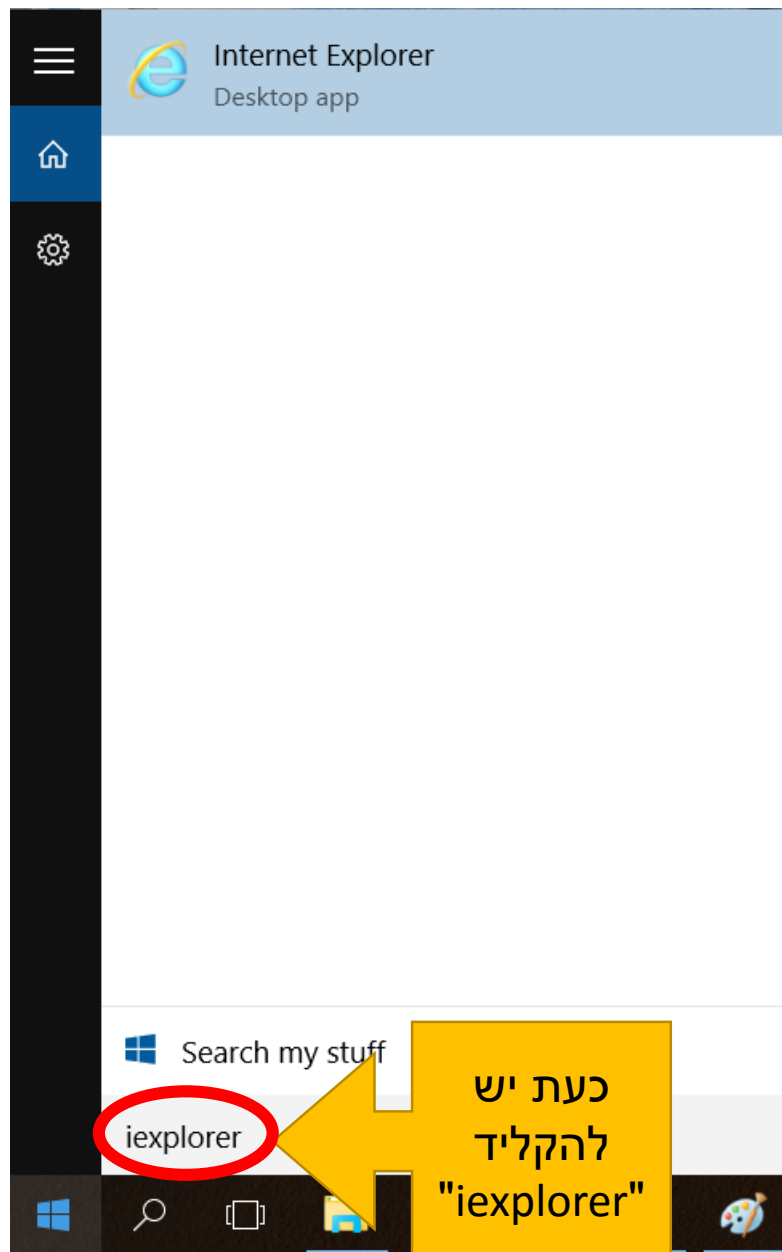 Internet Explorer
Desktop app
Search my stuff
iexplorer
כעת יש
להקליד
"iexplorer"